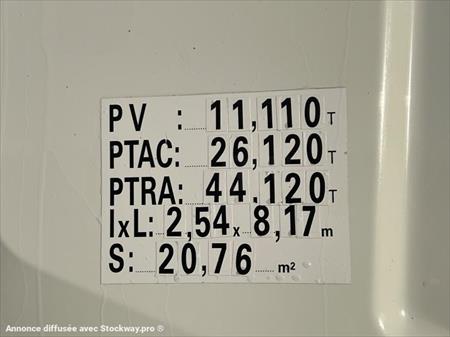 PV : 11,110 T
PTAC: 26,120 T
PTRA: 44.120 T
IxL: 2,54 x 8,17 m
S: 20,76 m²
Annonce diffusée avec Stockway.pro ®